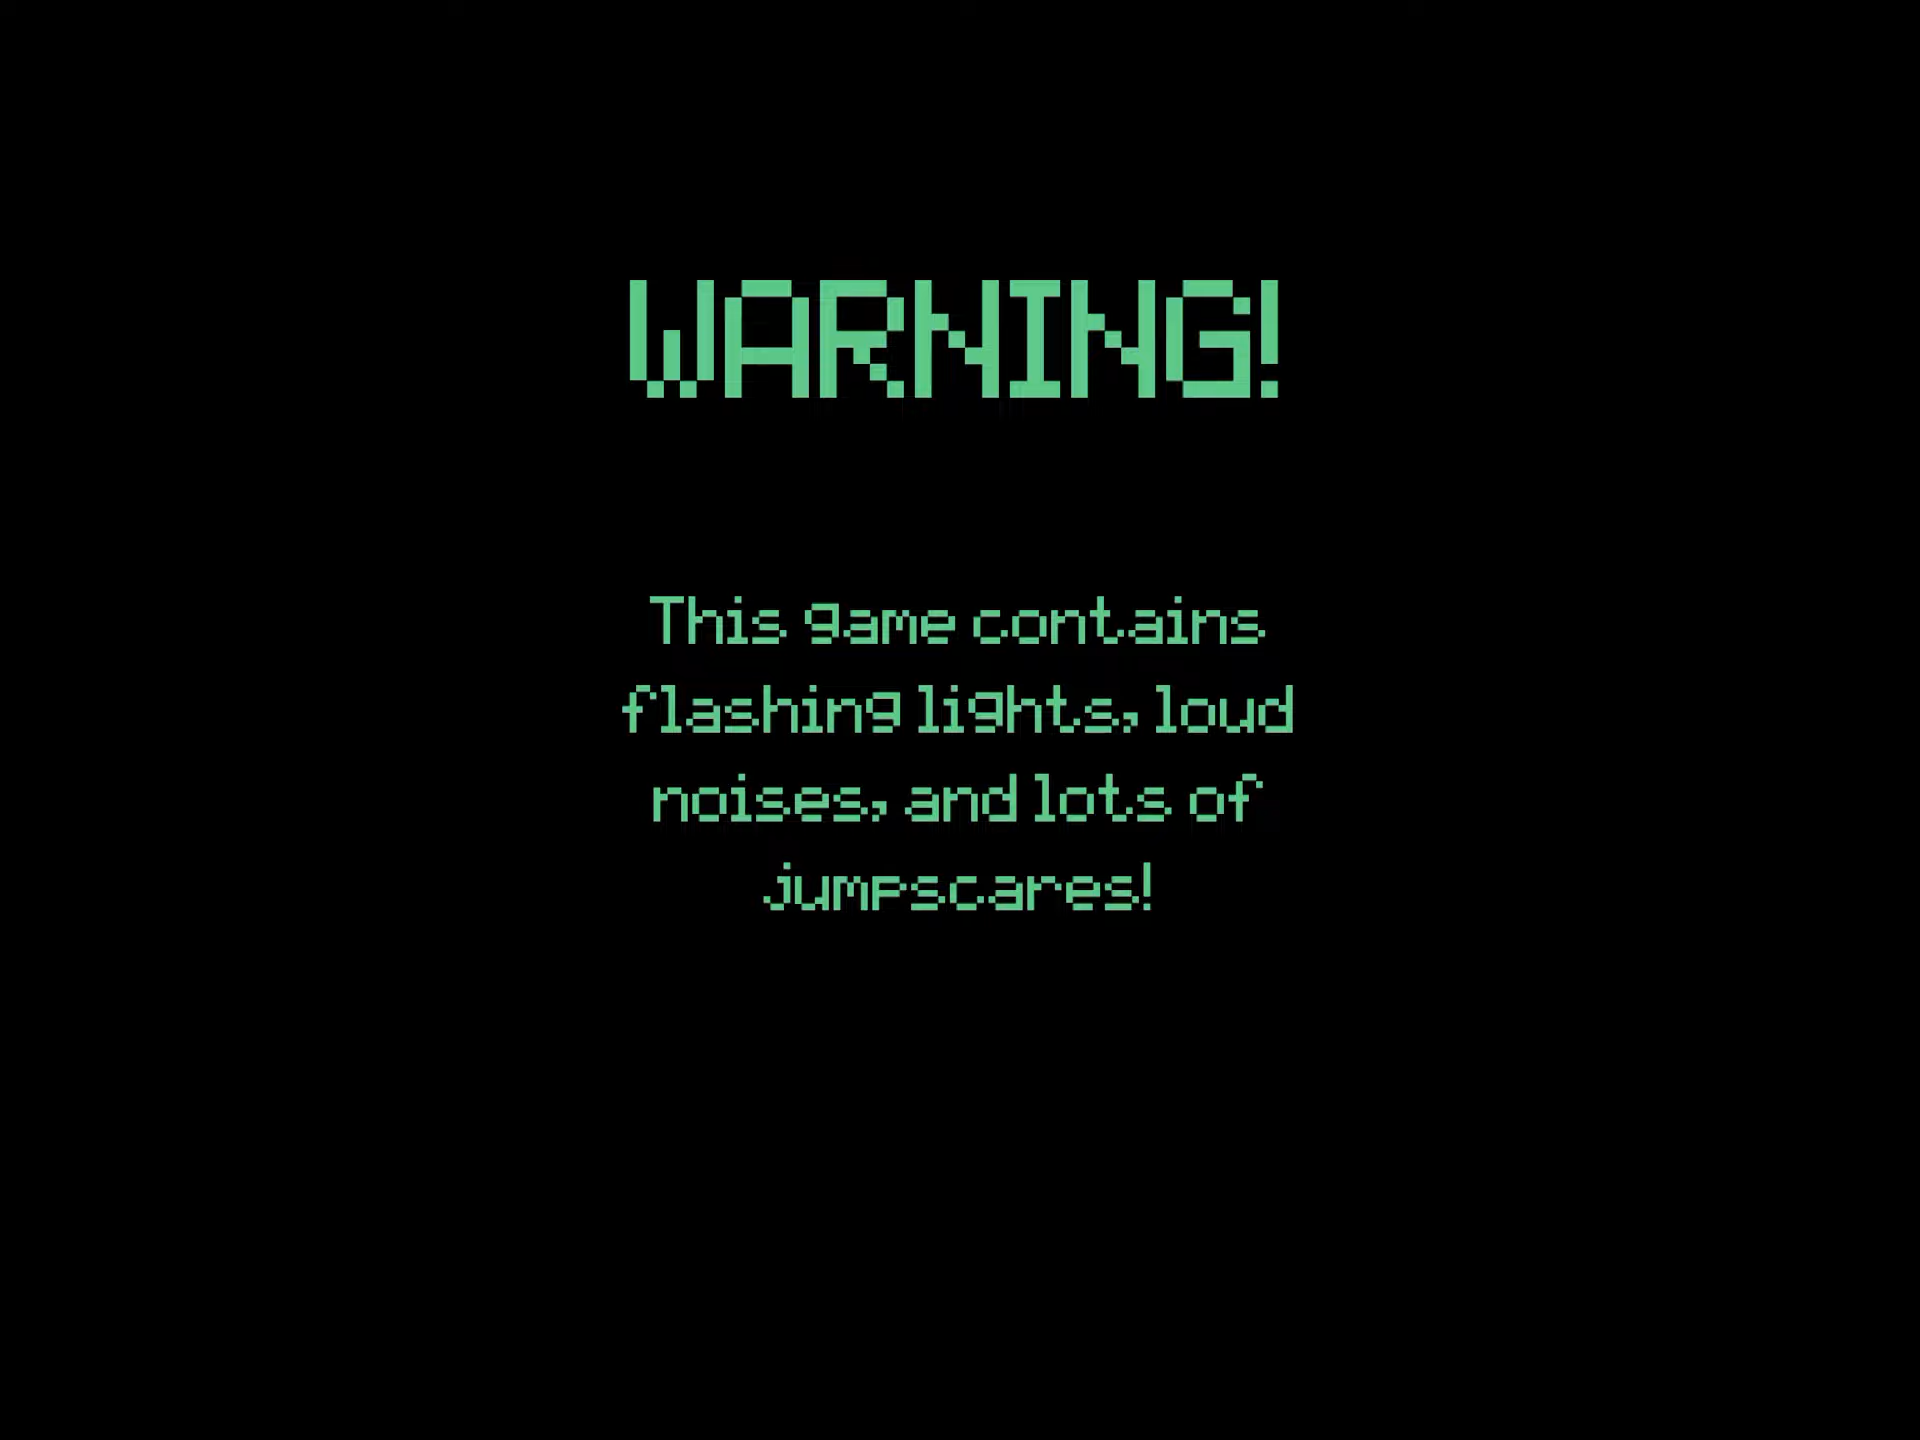 WARNING!
This game contains
flashing lights, loud
noises, and lots of
jumpscares!